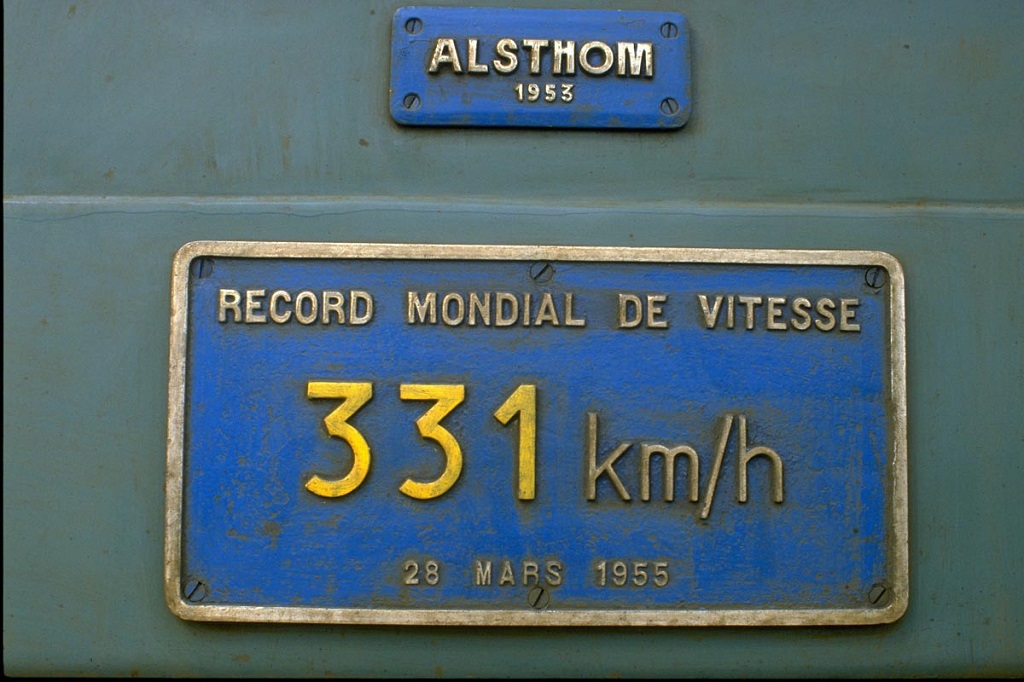 ALSTHOM
1953
RECORD MONDIAL DE VITESSE
331 km/h
28 MARS 1955